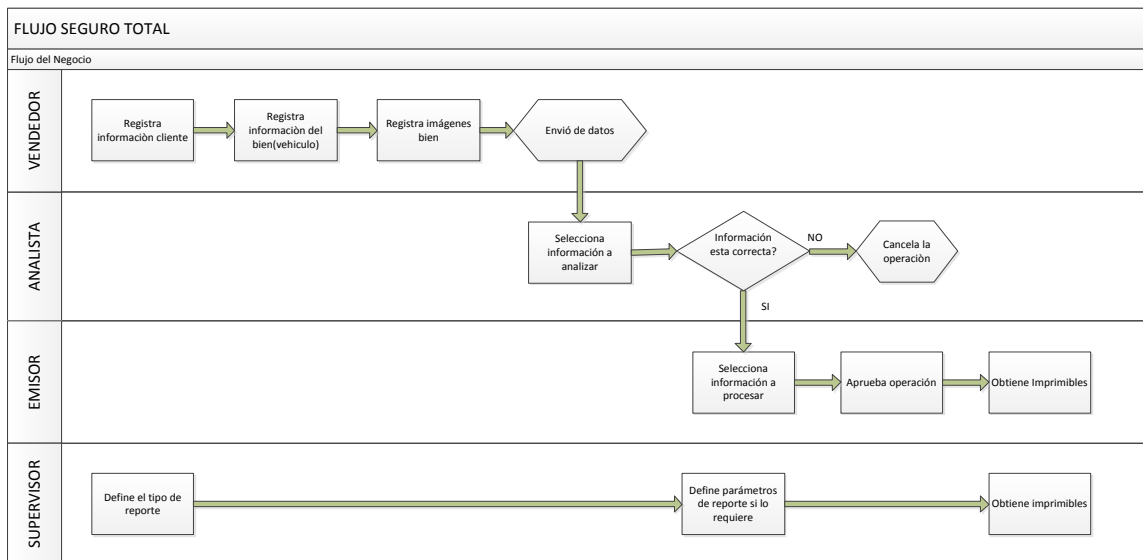 FLUJO SEGURO TOTAL
Flujo del Negocio
VENDEDOR
Registra
informaciòn cliente
Registra
informaciòn del
bien(vehiculo)
Registra imágenes
bien
Envió de datos
ANALISTA
Selecciona
información a
analizar
Información
esta correcta?
NO
Cancela la
operaciòn
SI
EMISOR
Selecciona
información a
procesar
Aprueba operación
Obtiene Imprimibles
SUPERVISOR
Define el tipo de
reporte
Define parámetros
de reporte si lo
requiere
Obtiene imprimibles